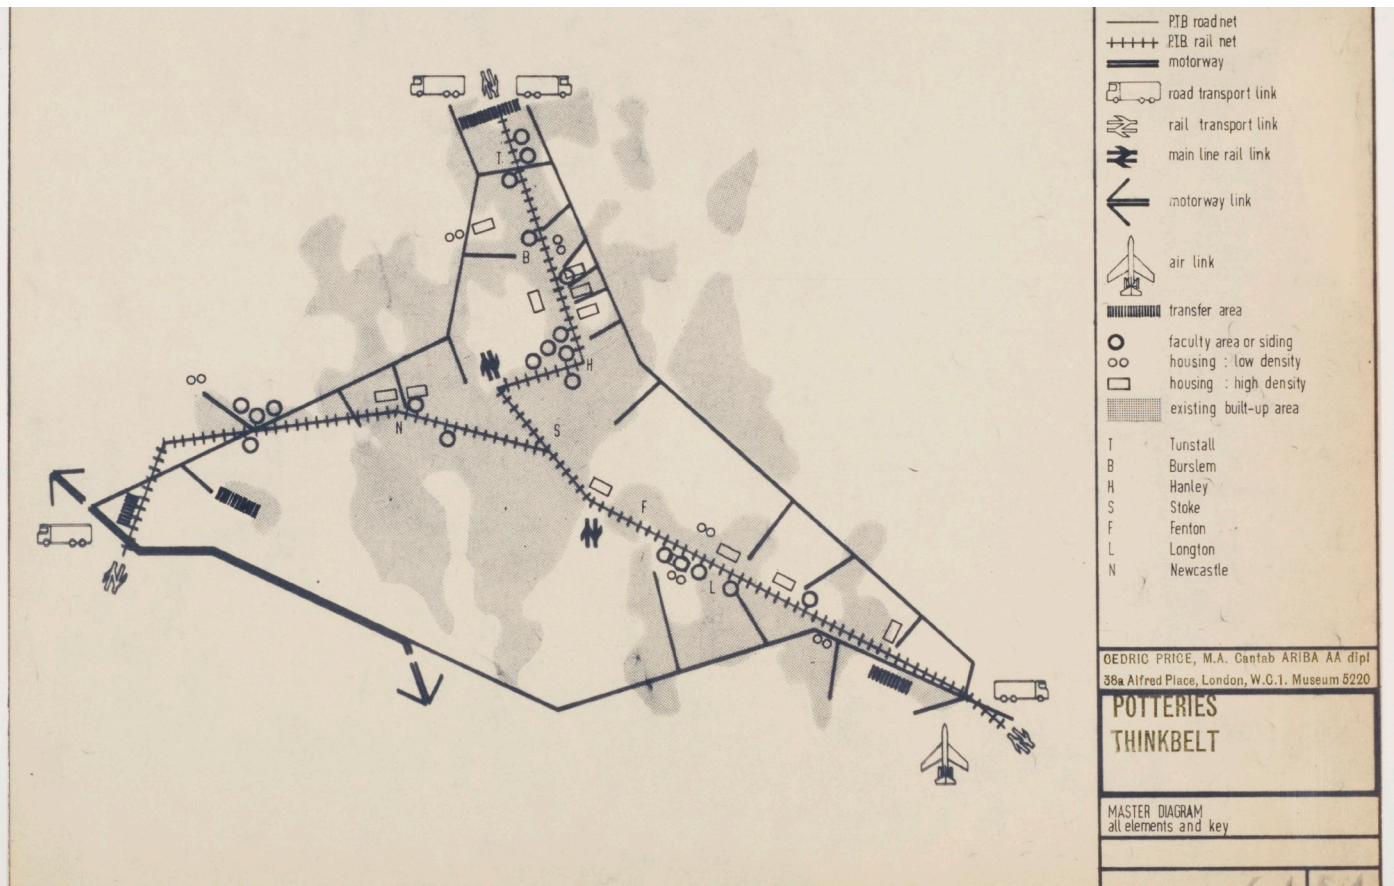 T
B
H
N
S
F
L
P.T.B road net
P.T.B. rail net
motorway
road transport link
rail transport link
main line rail link
motorway link
air link
transfer area
faculty area or siding
housing : low density
housing : high density
existing built-up area
T Tunstall
B Burslem
H Hanley
S Stoke
F Fenton
L Longton
N Newcastle
CEDRIC PRICE, M.A. Cantab ARIBA AA dipl
38a Alfred Place, London, W.C.1. Museum 5220
POTTERIES
THINKBELT
MASTER DIAGRAM
all elements and key